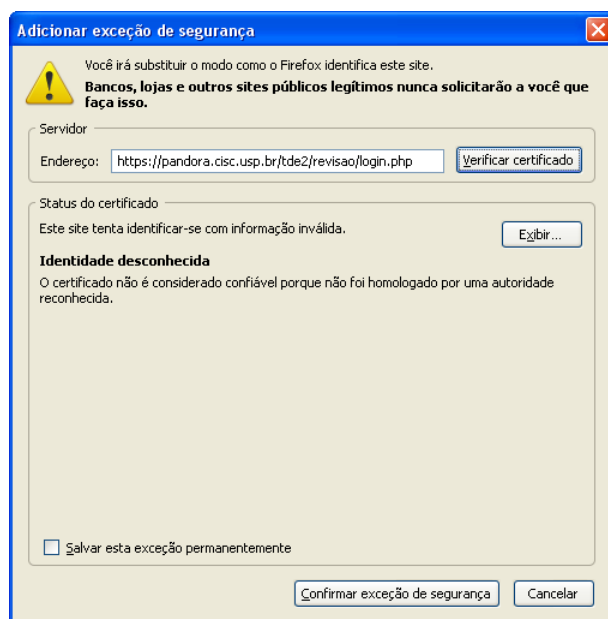 Adicionar exceção de segurança
Você irá substituir o modo como o Firefox identifica este site.
Bancos, lojas e outros sites públicos legítimos nunca solicitarão a você que
faça isso.
Servidor
Endereço: https://pandora.cisc.usp.br/tde2/revisao/login.php Verificar certificado
Status do certificado
Este site tenta identificar-se com informação inválida.
Exibir...
Identidade desconhecida
O certificado não é considerado confiável porque não foi homologado por uma autoridade
reconhecida.
Salvar esta exceção permanentemente
Confirmar exceção de segurança Cancelar